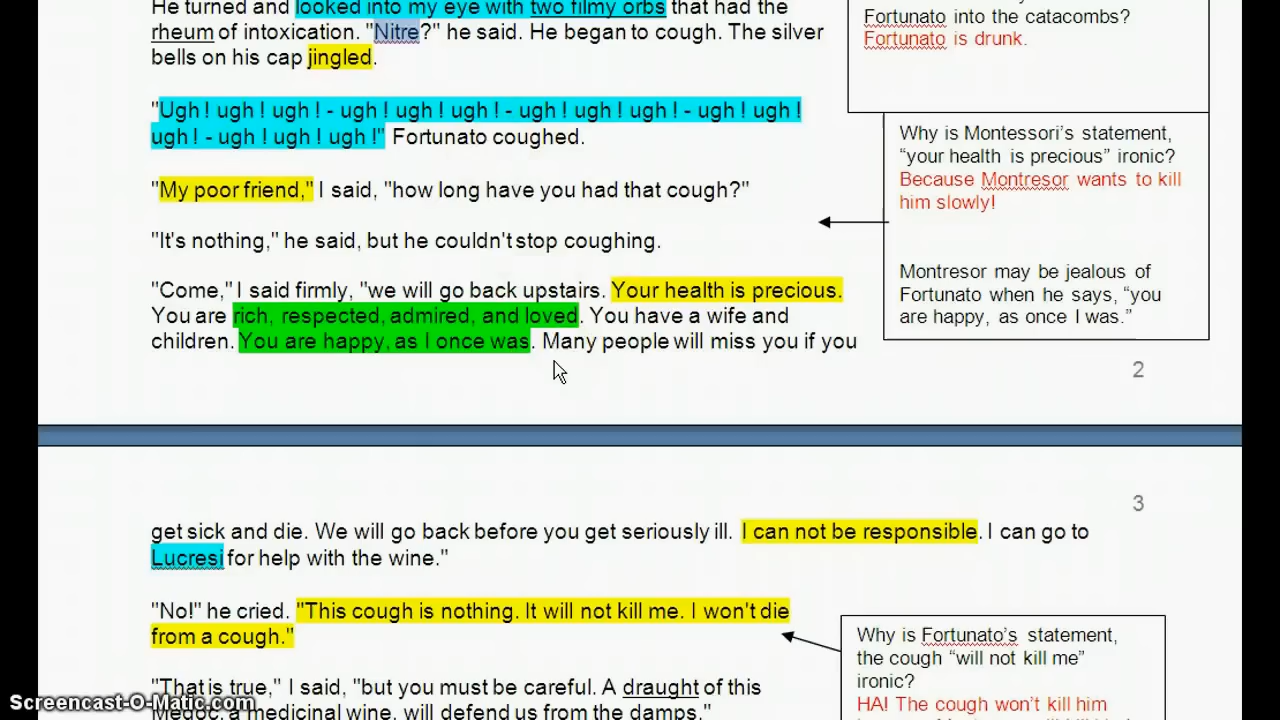 He turned and looked into my eye with two filmy orbs that had the
rheum of intoxication. "Nitre?" he said. He began to cough. The silver
bells on his cap jingled.
"Ugh ! ugh ! ugh ! - ugh ! ugh ! ugh ! - ugh ! ugh ! ugh ! - ugh ! ugh !
ugh ! - ugh ! ugh ! ugh !" Fortunato coughed.
"My poor friend," I said, "how long have you had that cough?"
"It's nothing," he said, but he couldn't stop coughing.
"Come," I said firmly, "we will go back upstairs. Your health is precious.
You are rich, respected, admired, and loved. You have a wife and
children. You are happy, as I once was. Many people will miss you if you
Fortunato into the catacombs?
Fortunato is drunk.
Why is Montessori's statement,
“your health is precious” ironic?
Because Montresor wants to kill
him slowly!
Montresor may be jealous of
Fortunato when he says, “you
are happy, as once I was.”
2
3
get sick and die. We will go back before you get seriously ill. I can not be responsible. I can go to
Lucresi for help with the wine."
"No!" he cried. "This cough is nothing. It will not kill me. I won't die
from a cough."
"That is true," I said, "but you must be careful. A draught of this
Medoc, a medicinal wine, will defend us from the damps."
Why is Fortunato's statement,
the cough “will not kill me”
ironic?
HA! The cough won't kill him
Screencast-O-Matic.com